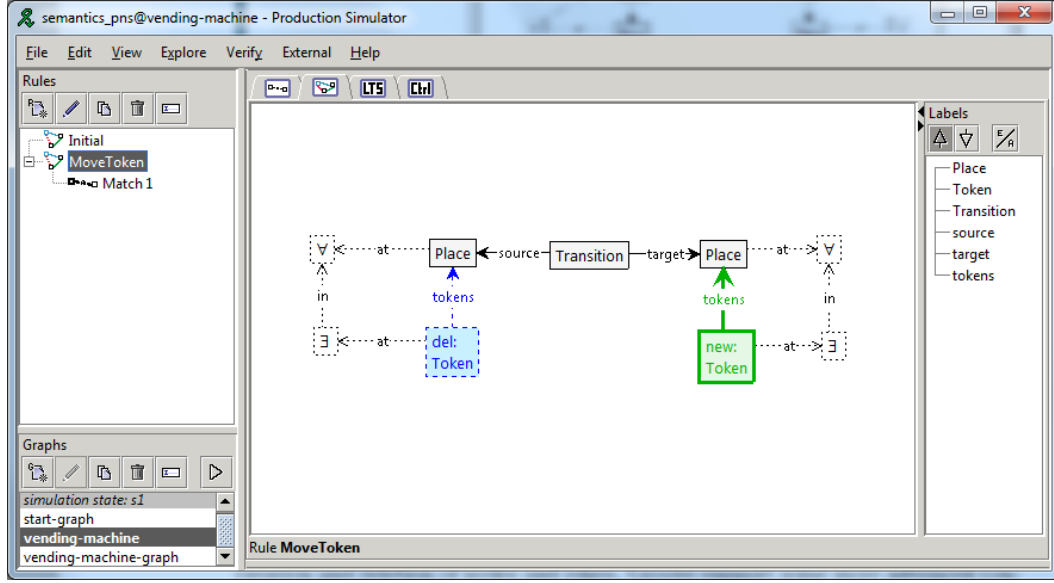 semantics_pns@vending-machine - Production Simulator
File Edit View Explore Verify External Help
Rules
Initial
MoveToken
Match 1
LTS
Ctrl
Labels
E/A
Place
Token
Transition
source
target
tokens
∀ at Place source Transition target Place at ∀
in tokens tokens in
∃ at del: Token new: Token at ∃
Graphs
simulation state: s1
start-graph
vending-machine
vending-machine-graph
Rule MoveToken